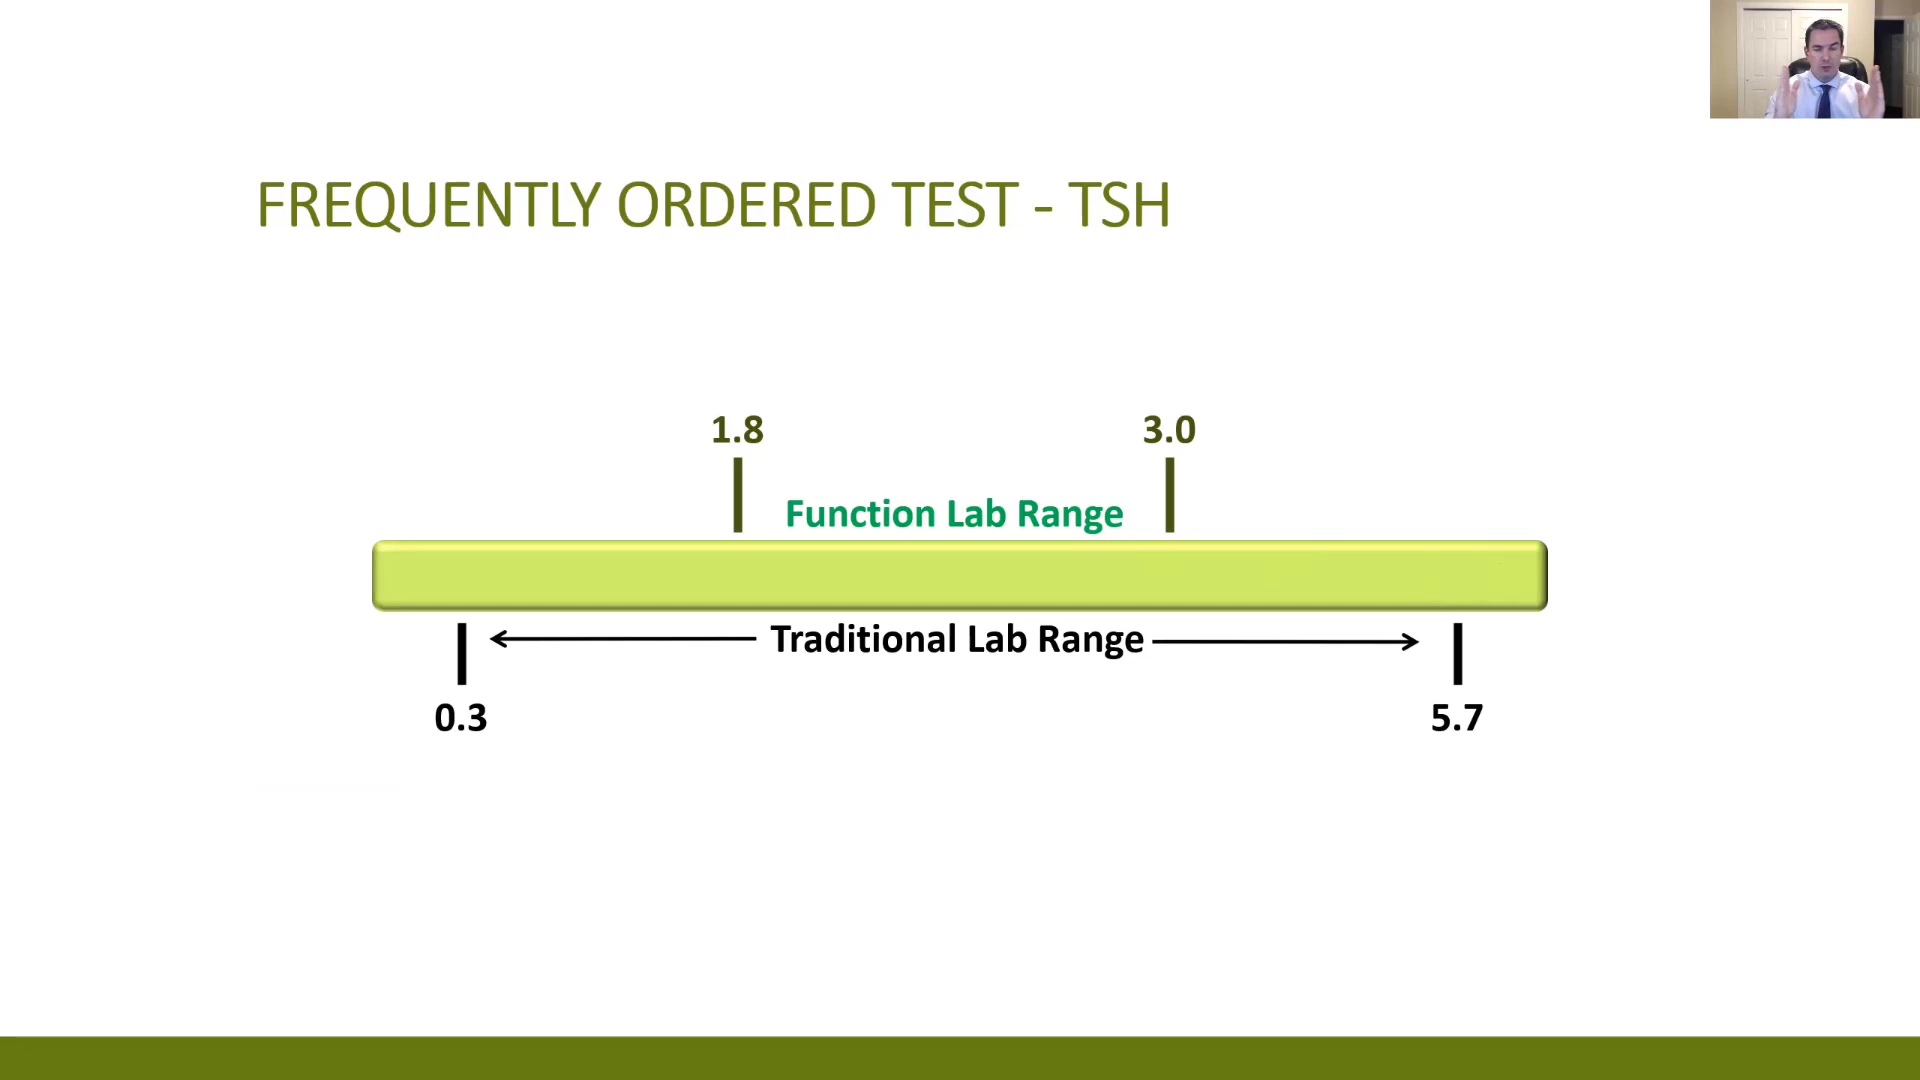 FREQUENTLY ORDERED TEST - TSH
1.8 3.0
Function Lab Range
Traditional Lab Range
0.3 5.7